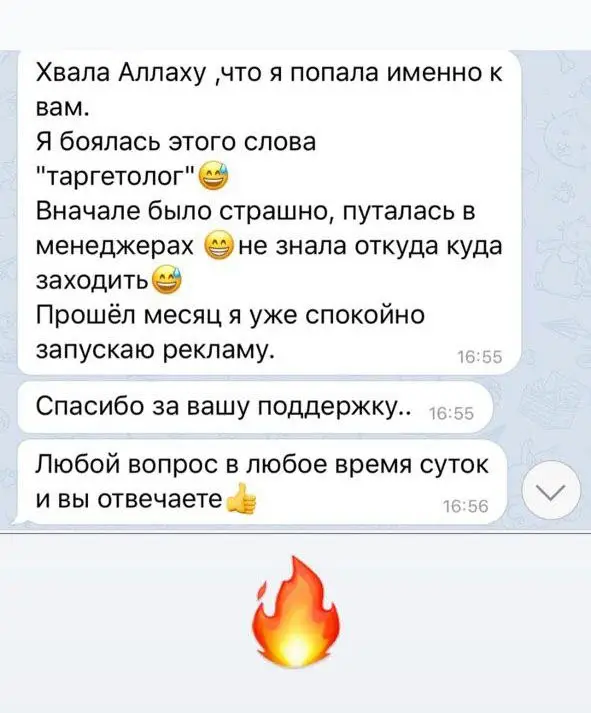 Хвала Аллаху ,что я попала именно к
вам.
Я боялась этого слова
"таргетолог"😅
Вначале было страшно, путалась в
менеджерах 😁не знала откуда куда
заходить😅
Прошёл месяц я уже спокойно
запускаю рекламу.
16:55
Спасибо за вашу поддержку..
16:55
Любой вопрос в любое время суток
и вы отвечаете👍
16:56